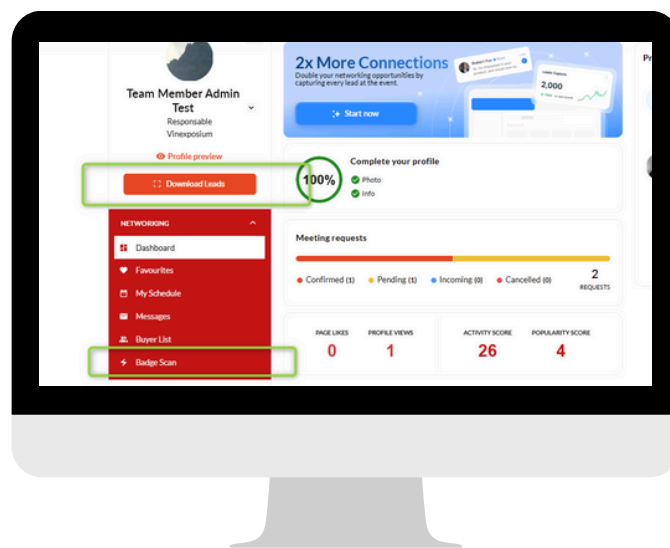 Team Member Admin
Test
Responsable
Vinexposium
Profile preview
Download Leads
NETWORKING
Dashboard
Favourites
My Schedule
Messages
Buyer List
Badge Scan
2x More Connections
Double your networking opportunities by
capturing every lead at the event.
Start now
Leads Capture
2,000
100%
Complete your profile
Photo
Info
Meeting requests
Confirmed (1)
Pending (1)
Incoming (0)
Cancelled (0)
2
REQUESTS
PAGE LIKES
0
PROFILE VIEWS
1
ACTIVITY SCORE
26
POPULARITY SCORE
4
Pr